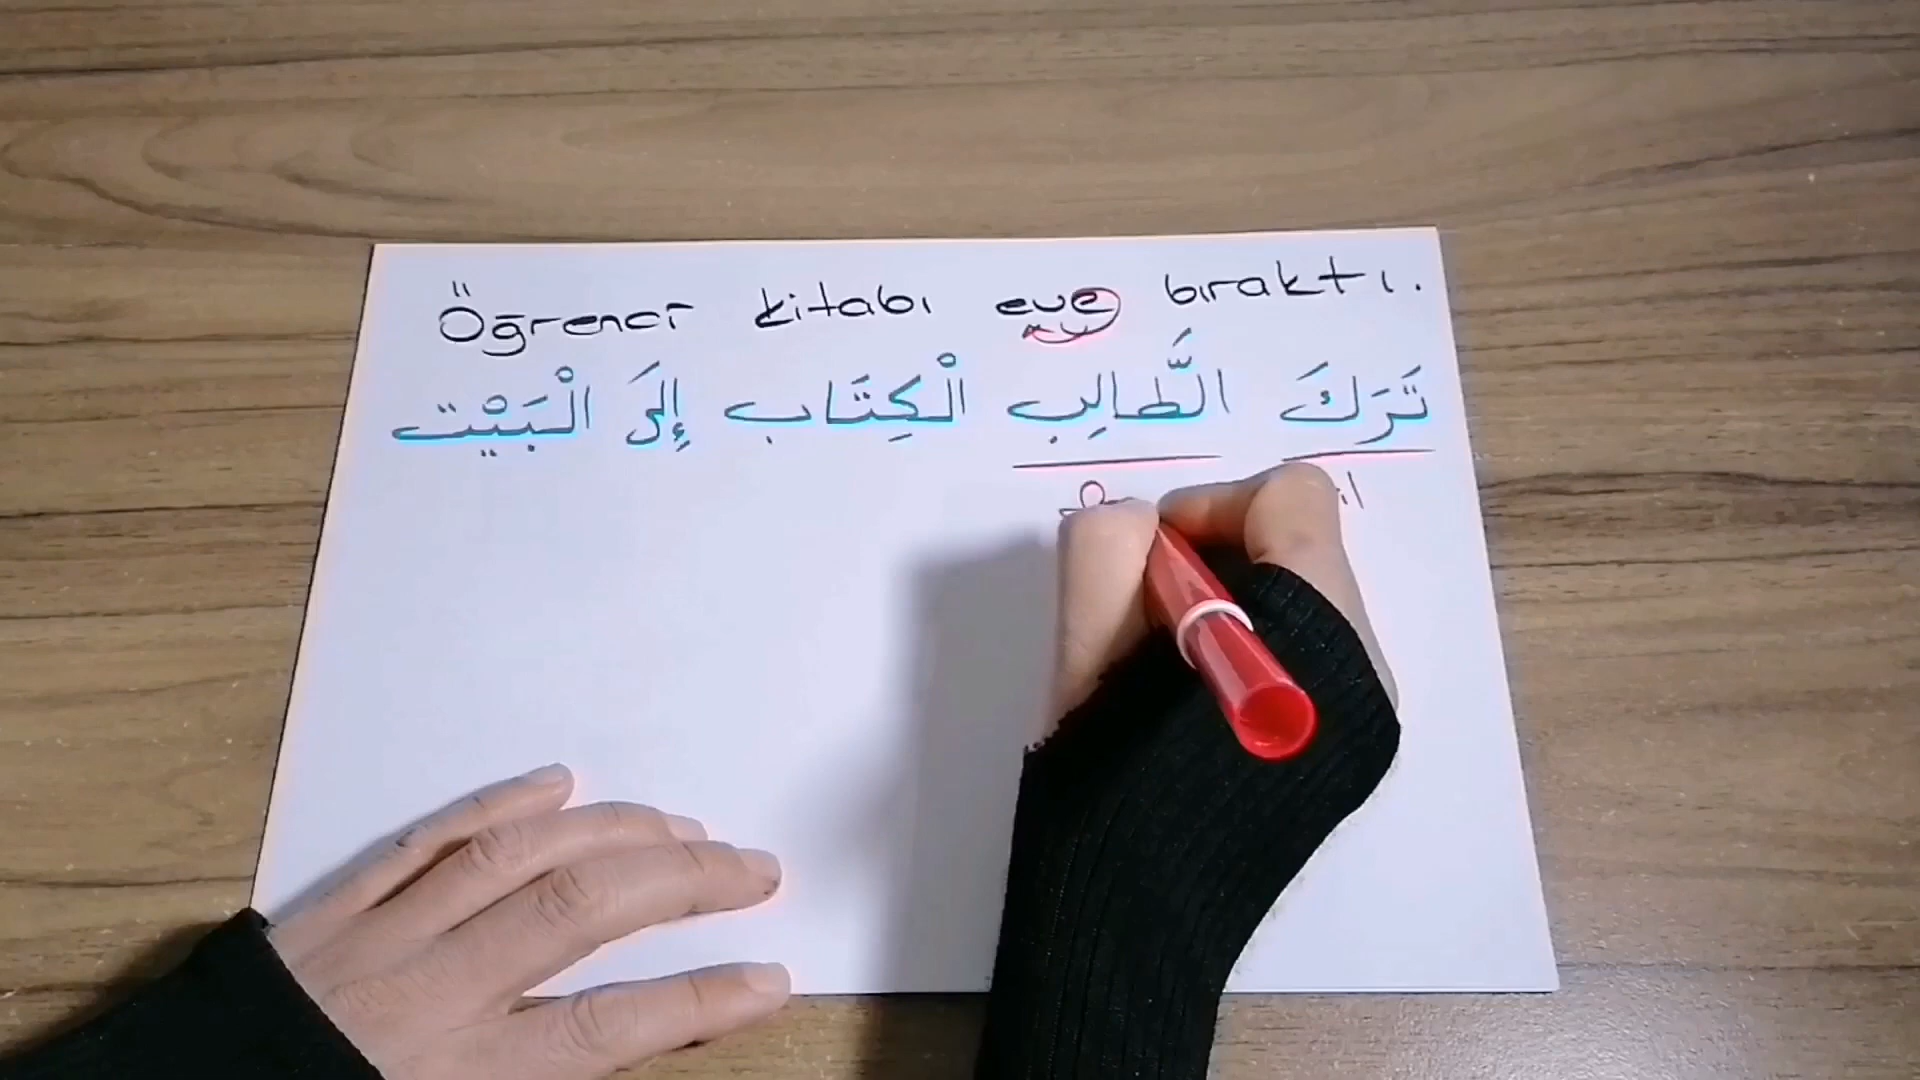 Öğrenci kitabı eve bıraktı.
تَرَكَ الطَّالِب الْكِتَاب إِلَى الْبَيْت